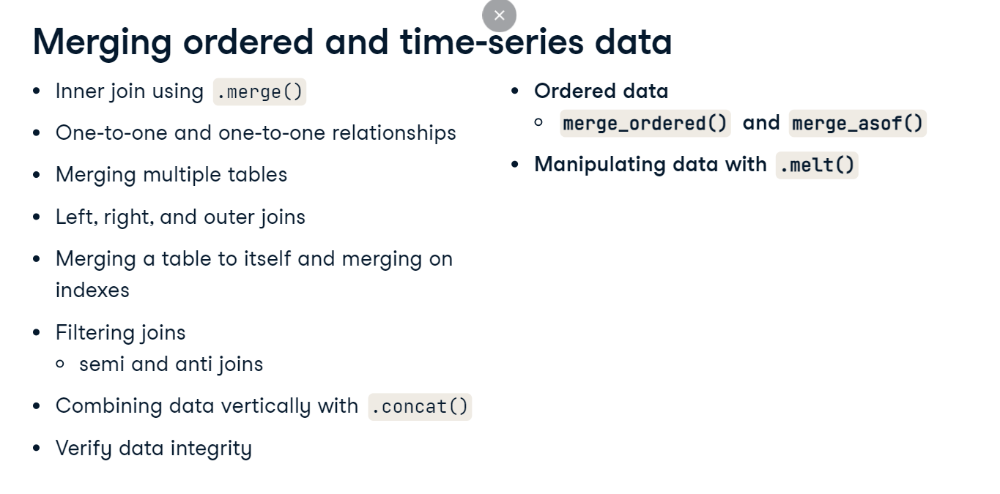 Merging ordered and time-series data
Inner join using .merge()
One-to-one and one-to-one relationships
Merging multiple tables
Left, right, and outer joins
Merging a table to itself and merging on
indexes
Filtering joins
semi and anti joins
Combining data vertically with .concat()
Verify data integrity
Ordered data
merge_ordered() and merge_asof()
Manipulating data with .melt()